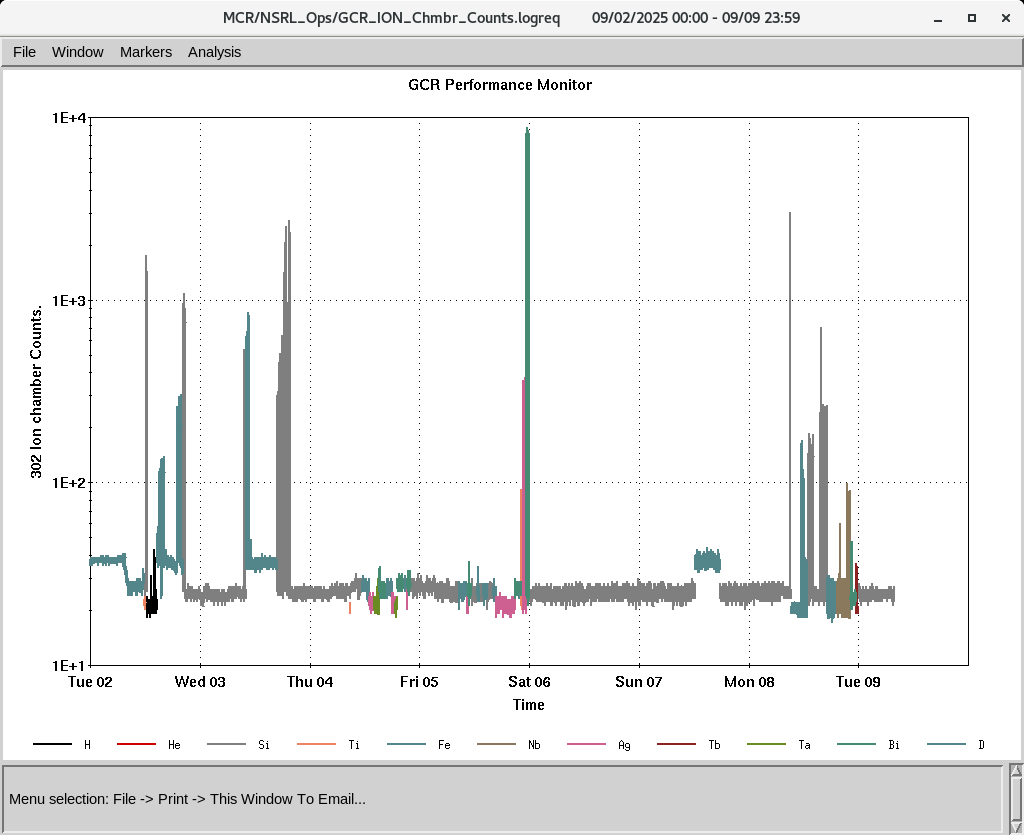 MCR/NSRL_Ops/GCR_ION_Chmbr_Counts.logreq 09/02/2025 00:00 - 09/09 23:59
File Window Markers Analysis
GCR Performance Monitor
1E+4
1E+3
1E+2
1E+1
302 Ion chamber Counts.
Tue 02 Wed 03 Thu 04 Fri 05 Sat 06 Sun 07 Mon 08 Tue 09
Time
H He Si Ti Fe Nb Ag Tb Ta Bi D
Menu selection: File -> Print -> This Window To Email...